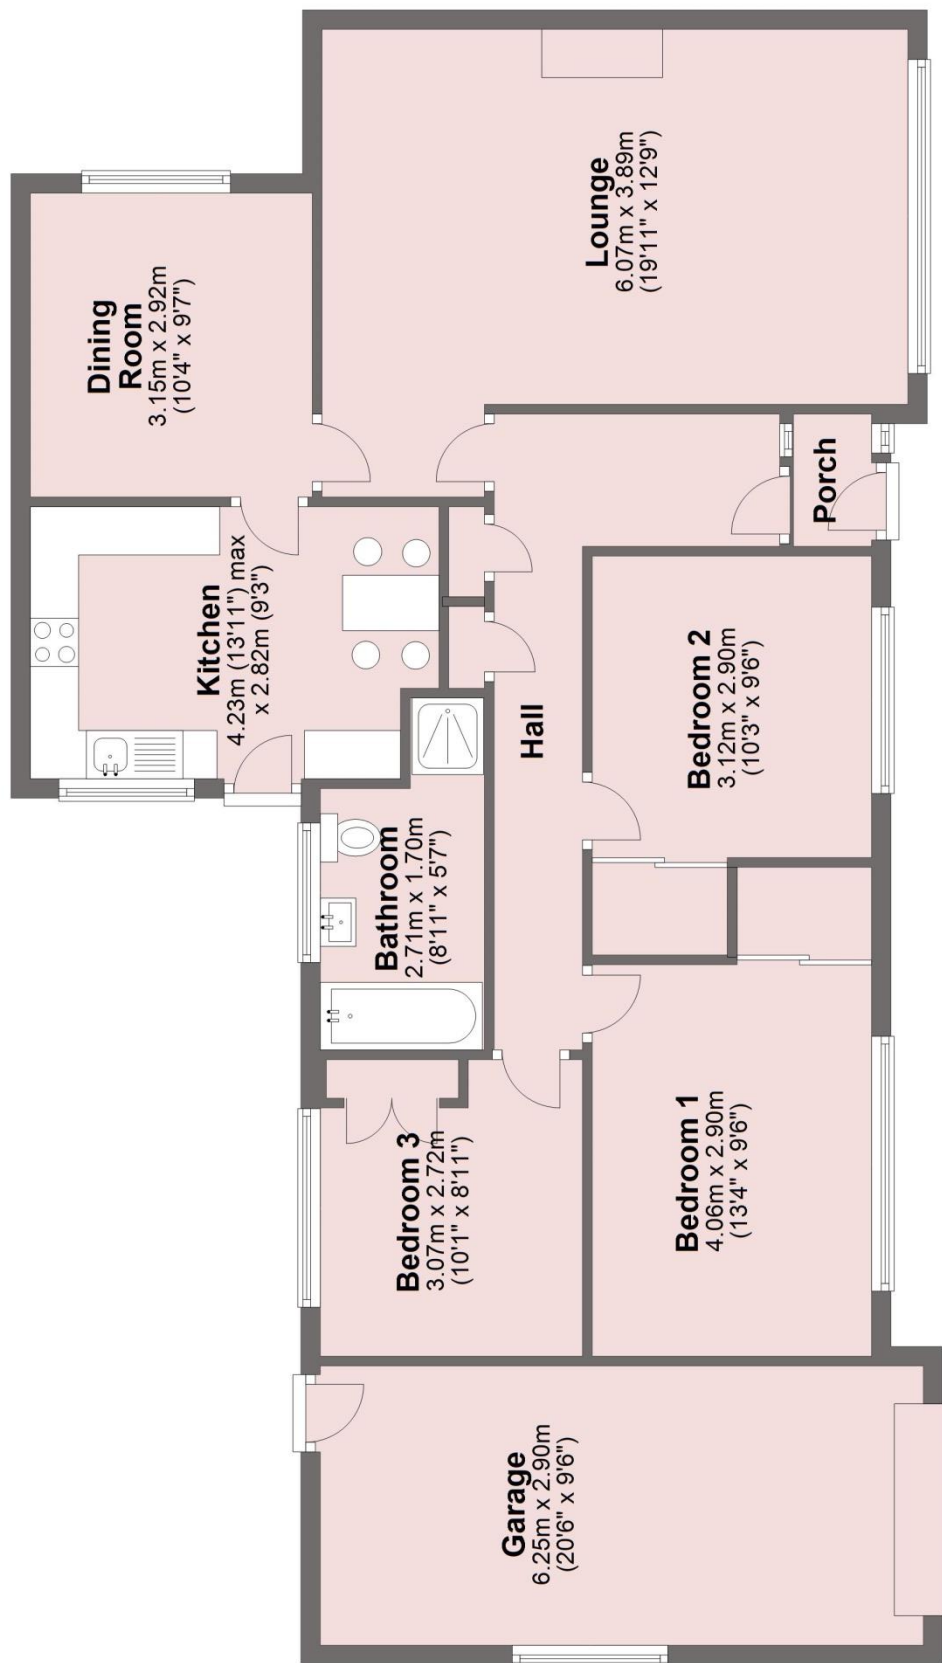 Dining
Room
3.15m x 2.92m
(10'4" x 9'7")
Lounge
6.07m x 3.89m
(19'11" x 12'9")
Kitchen
4.23m (13'11") max
x 2.82m (9'3")
Porch
Hall
Bathroom
2.71m x 1.70m
(8'11" x 5'7")
Bedroom 2
3.12m x 2.90m
(10'3" x 9'6")
Bedroom 3
3.07m x 2.72m
(10'1" x 8'11")
Bedroom 1
4.06m x 2.90m
(13'4" x 9'6")
Garage
6.25m x 2.90m
(20'6" x 9'6")